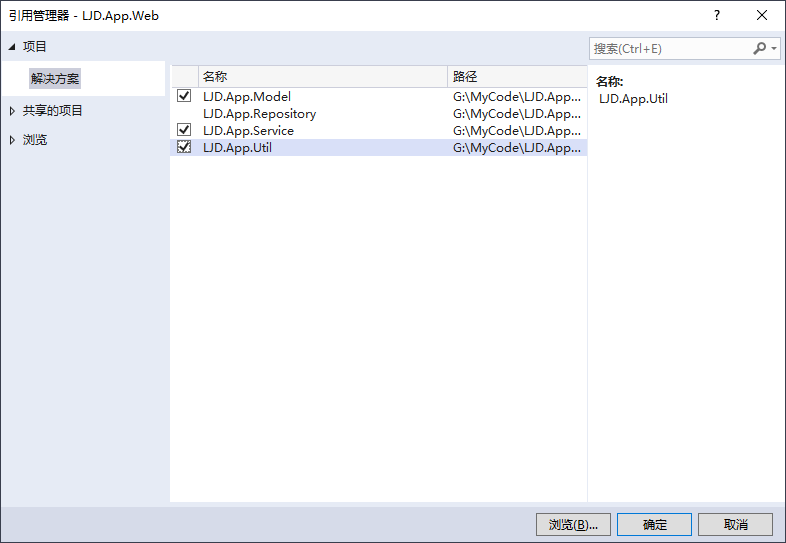 引用管理器 - LJD.App.Web
?
项目
解决方案
共享的项目
浏览
名称 路径
LJD.App.Model G:\MyCode\LJD.App...
LJD.App.Repository G:\MyCode\LJD.App...
LJD.App.Service G:\MyCode\LJD.App...
LJD.App.Util G:\MyCode\LJD.App...
搜索(Ctrl+E)
名称:
LJD.App.Util
浏览(B)... 确定 取消